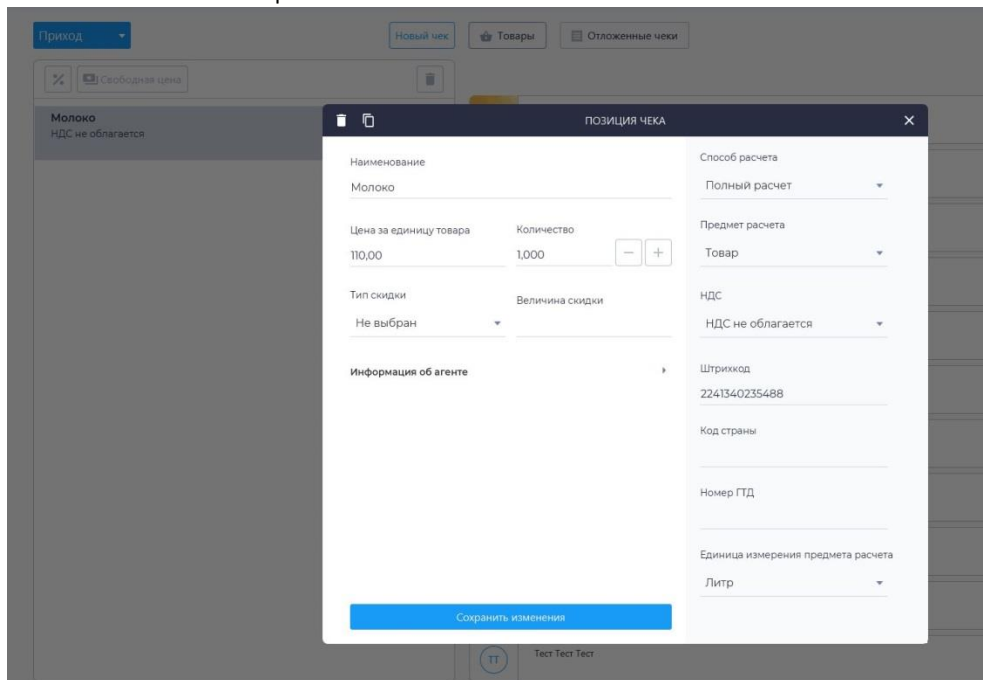 Приход
Новый чек
Товары
Отложенные чеки
Свободная цена
Молоко
НДС не облагается
ПОЗИЦИЯ ЧЕКА
Наименование
Молоко
Цена за единицу товара
Количество
110,00
1,000
Тип скидки
Величина скидки
Не выбран
Информация об агенте
Способ расчета
Полный расчет
Предмет расчета
Товар
НДС
НДС не облагается
Штрихкод
2241340235488
Код страны
Номер ГТД
Единица измерения предмета расчета
Литр
Сохранить изменения
ТТ
Тест Тест Тест